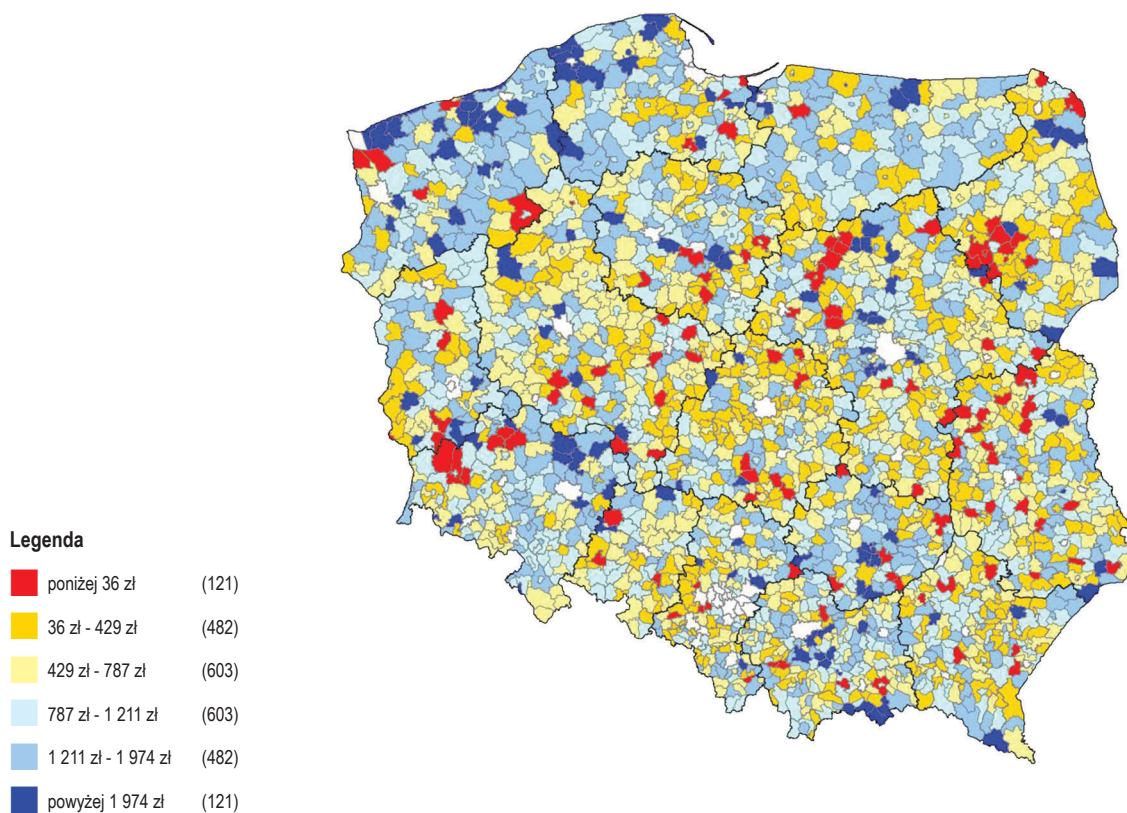 Legenda
poniżej 36 zł (121)
36 zł - 429 zł (482)
429 zł - 787 zł (603)
787 zł - 1 211 zł (603)
1 211 zł - 1 974 zł (482)
powyżej 1 974 zł (121)